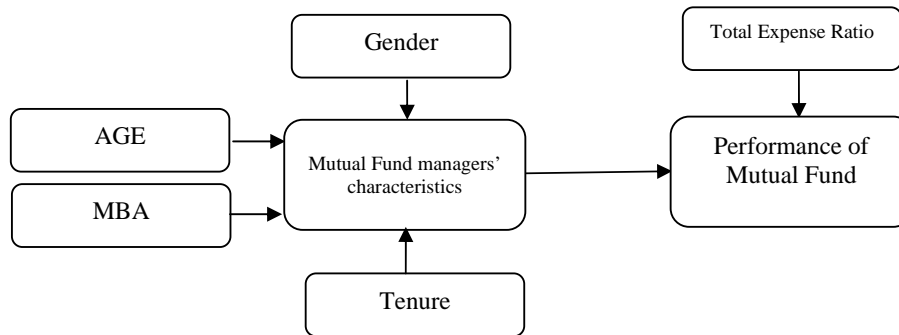 Gender
Total Expense Ratio
AGE
Mutual Fund managers’
characteristics
Performance of
Mutual Fund
MBA
Tenure